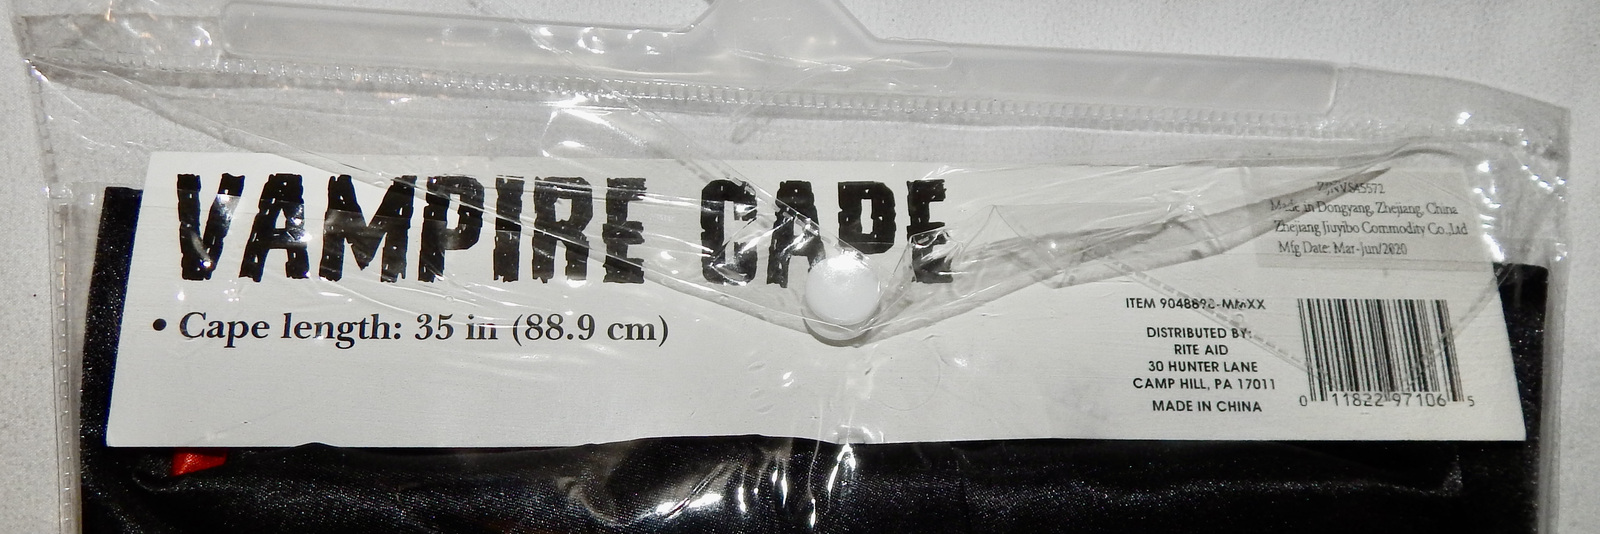 VAMPIRE CAPE
• Cape length: 35 in (88.9 cm)
Made in Dongyang, Zhejiang, China
Zhejiang Jiuyibo Commodity Co.,Ltd
Mfg Date: Mar-Jun/2020
ITEM
DISTRIBUTED BY:
RITE AID
30 HUNTER LANE
CAMP HILL, PA 17011
MADE IN CHINA
0 11822 97106 5